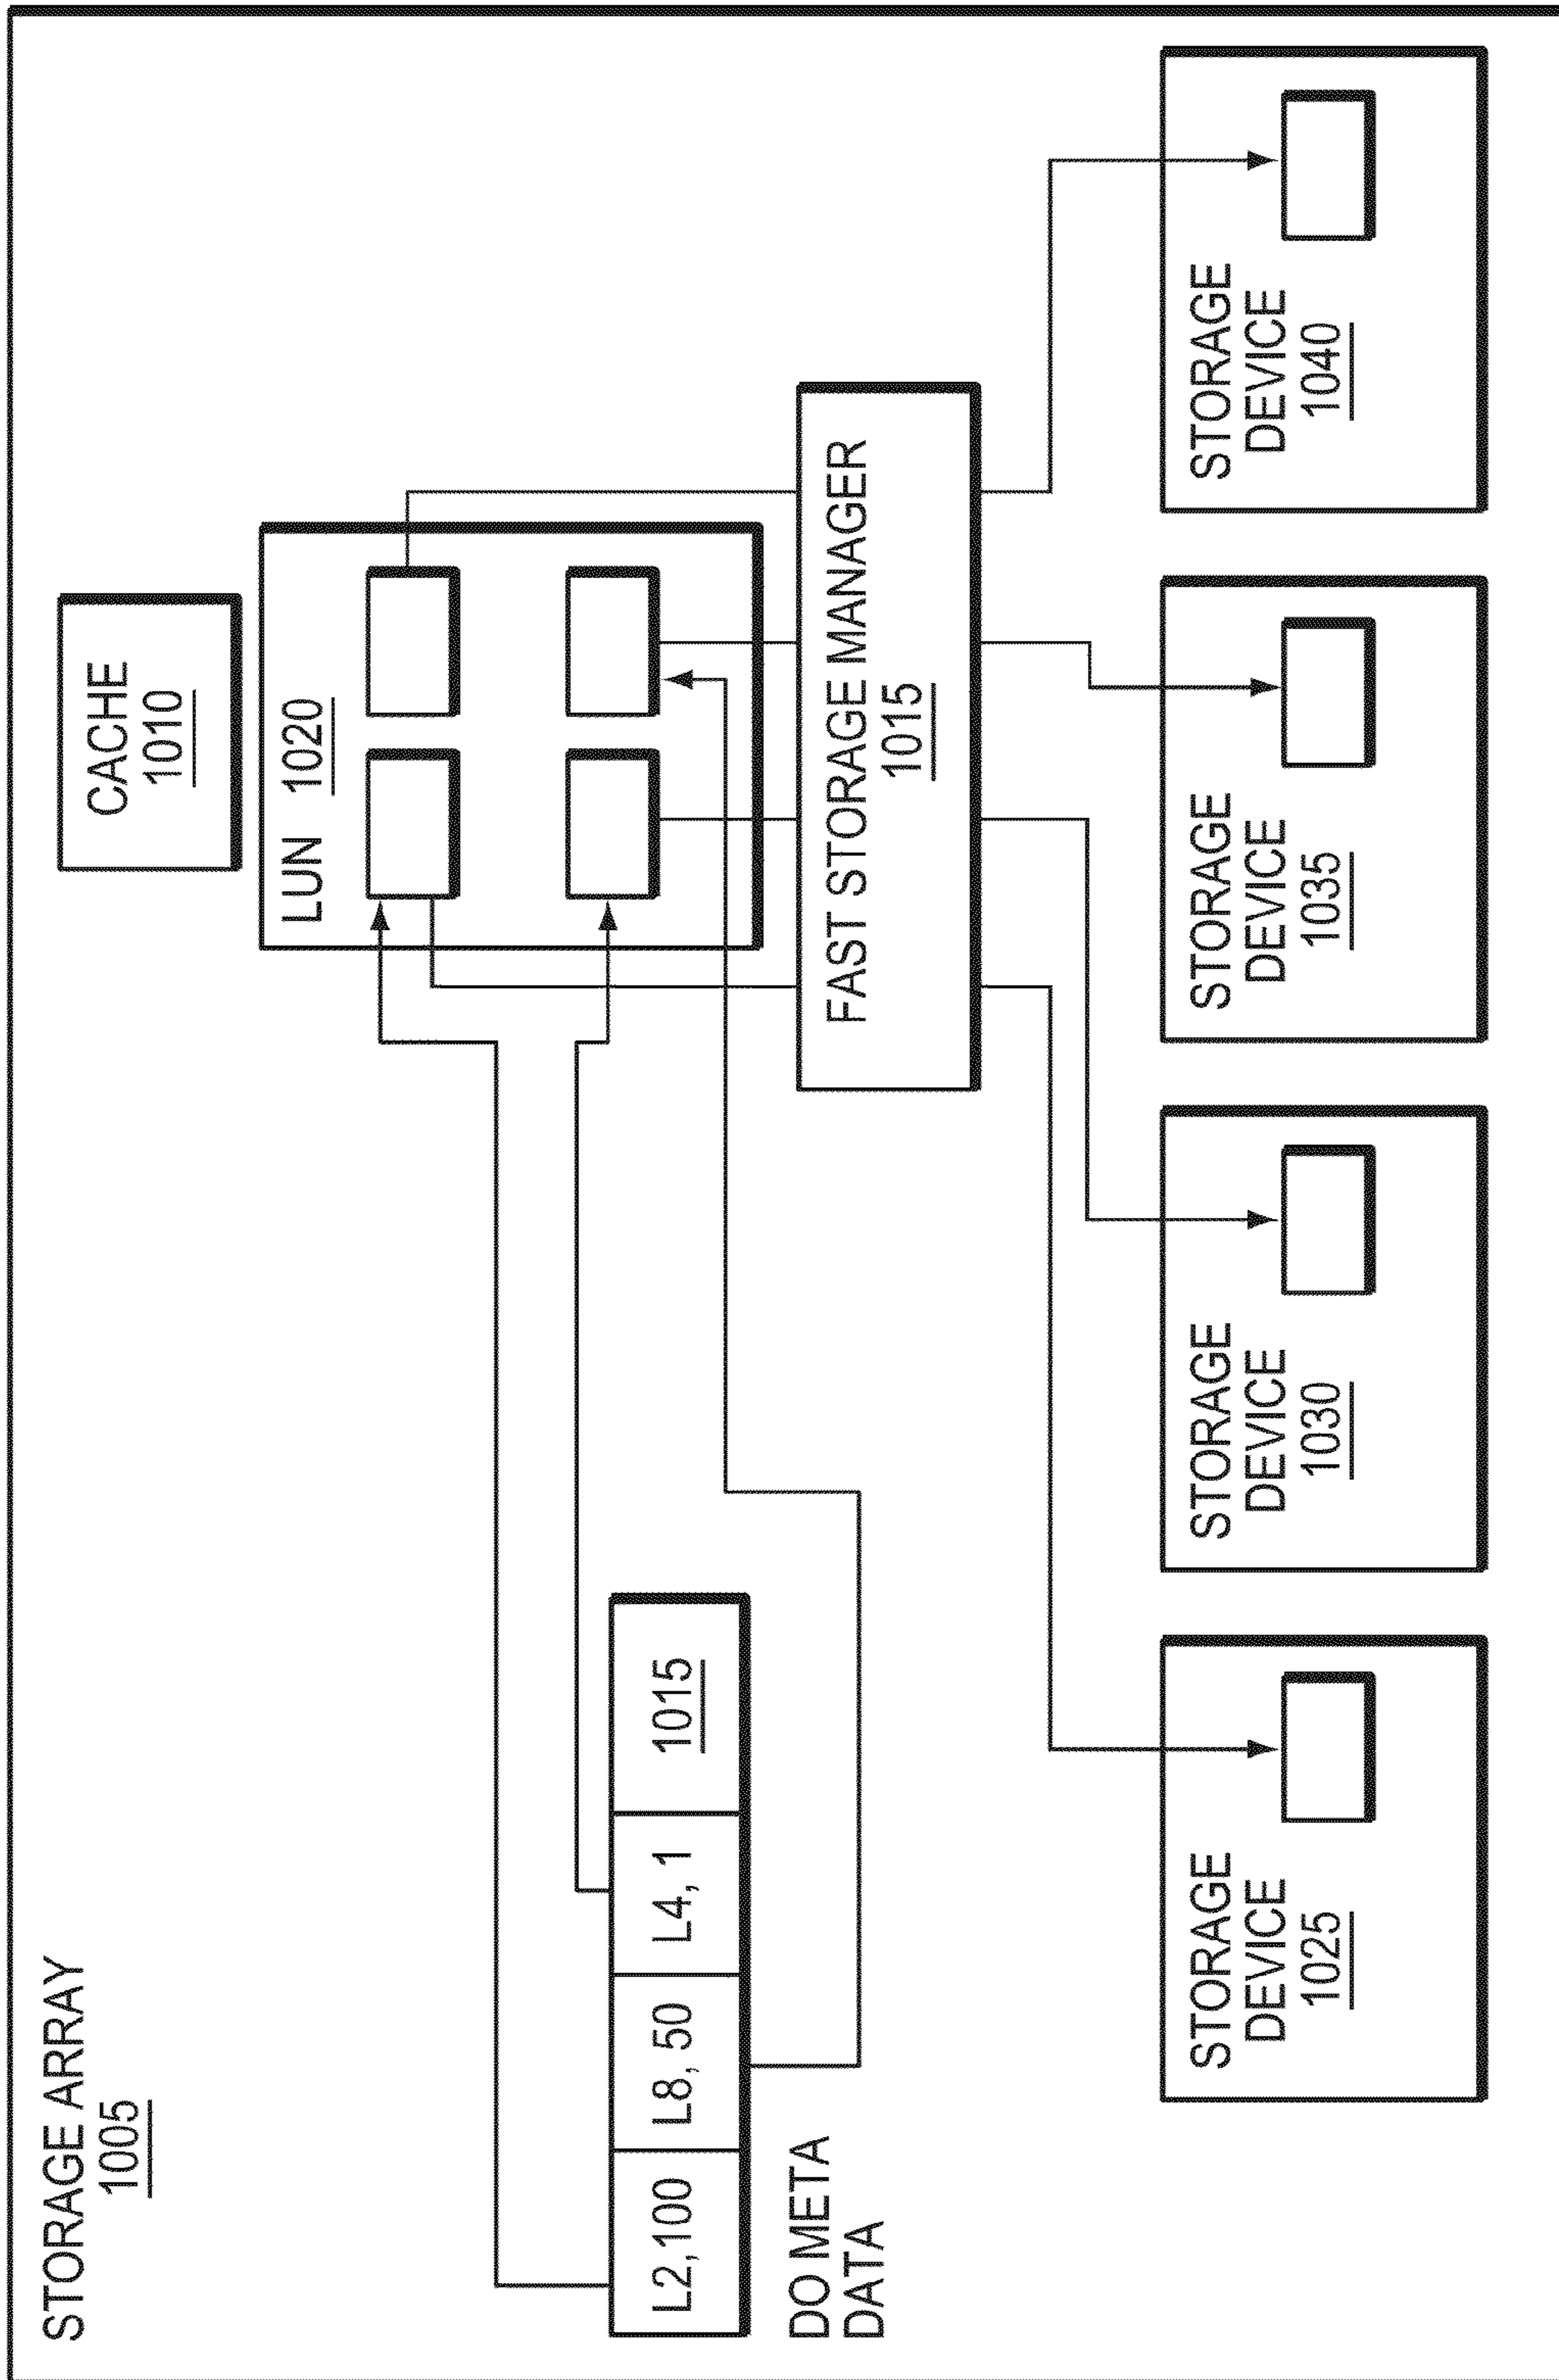 STORAGE ARRAY
1005
CACHE
1010
LUN 1020
L2,100
L8, 50
L4, 1
1015
DO META
DATA
FAST STORAGE MANAGER
1015
STORAGE
DEVICE
1025
STORAGE
DEVICE
1030
STORAGE
DEVICE
1035
STORAGE
DEVICE
1040